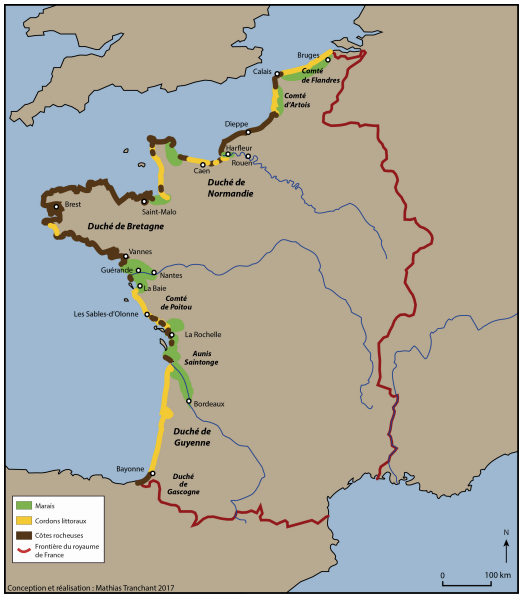 Bruges
Calais
Comté
de Flandres
Comté
d'Artois
Dieppe
Harfleur
Rouen
Caen
Duché de
Normandie
Brest
Saint-Malo
Duché de Bretagne
Vannes
Guérande
Nantes
La Baie
Comté
de Poitou
Les Sables-d'Olonne
La Rochelle
Aunis
Saintonge
Bordeaux
Duché de
Guyenne
Bayonne
Duché
de
Gascogne
Marais
Cordons littoraux
Côtes rocheuses
Frontière du royaume
de France
N
0 100 km
Conception et réalisation : Mathias Tranchant 2017